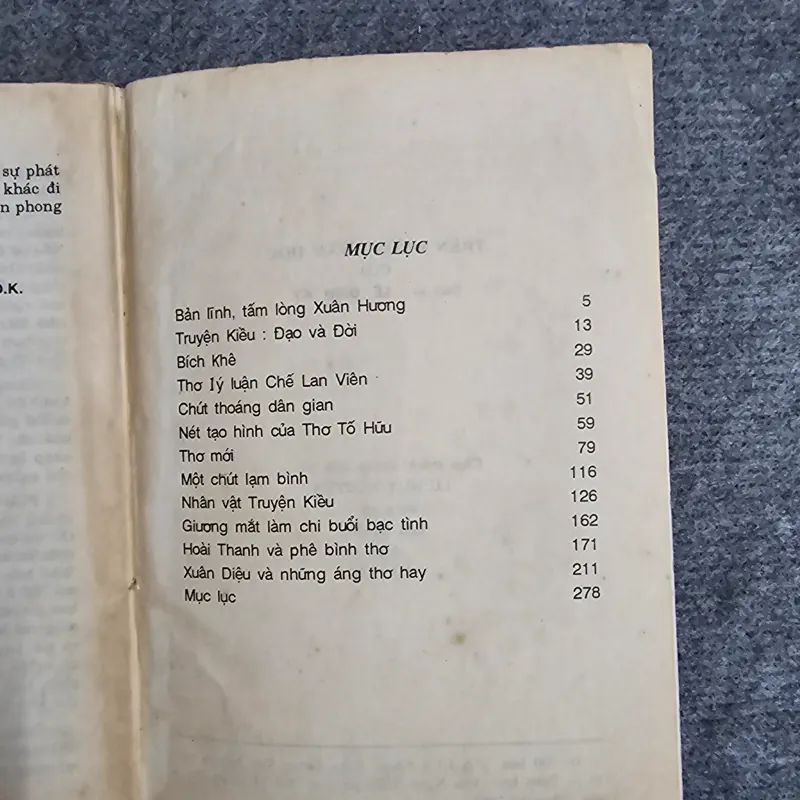 sự phát
khác đi
n phong
Đ.K.
MỤC LỤC
Bản lĩnh, tấm lòng Xuân Hương 5
Truyện Kiều : Đạo và Đời 13
Bích Khê 29
Thơ lý luận Chế Lan Viên 39
Chút thoáng dân gian 51
Nét tạo hình của Thơ Tố Hữu 59
Thơ mới 79
Một chút lạm bình 116
Nhân vật Truyện Kiều 126
Giương mắt làm chi buổi bạc tình 162
Hoài Thanh và phê bình thơ 171
Xuân Diệu và những áng thơ hay 211
Mục lục 278